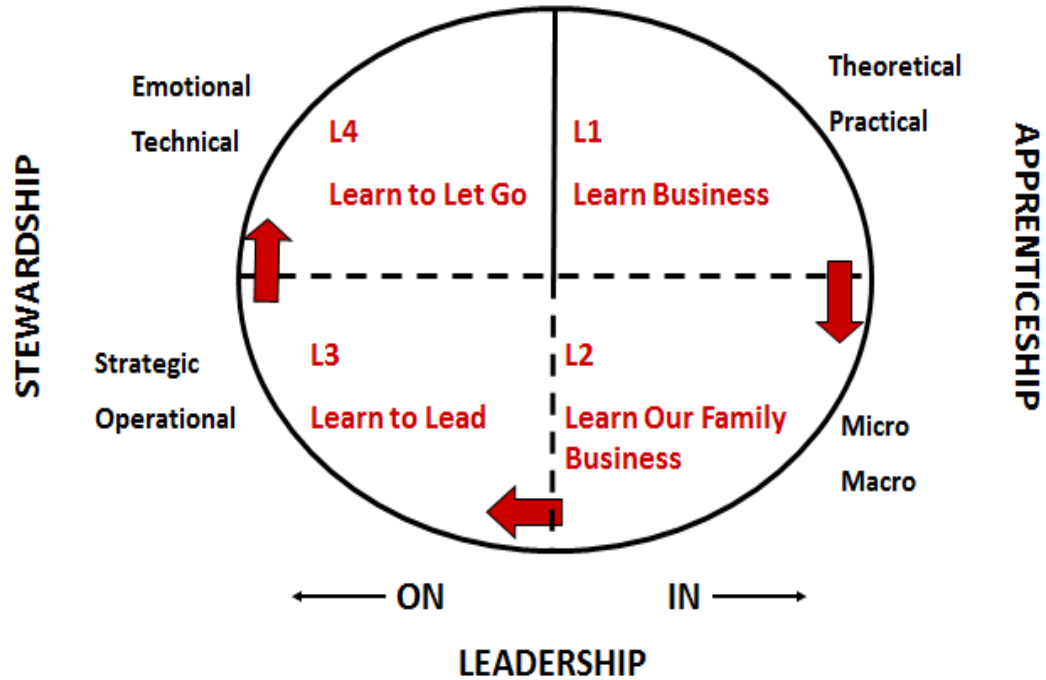 Emotional
Technical
L4
Learn to Let Go
L1
Learn Business
Theoretical
Practical
STEWARDSHIP
APPRENTICESHIP
Strategic
Operational
L3
Learn to Lead
L2
Learn Our Family
Business
Micro
Macro
ON
IN
LEADERSHIP